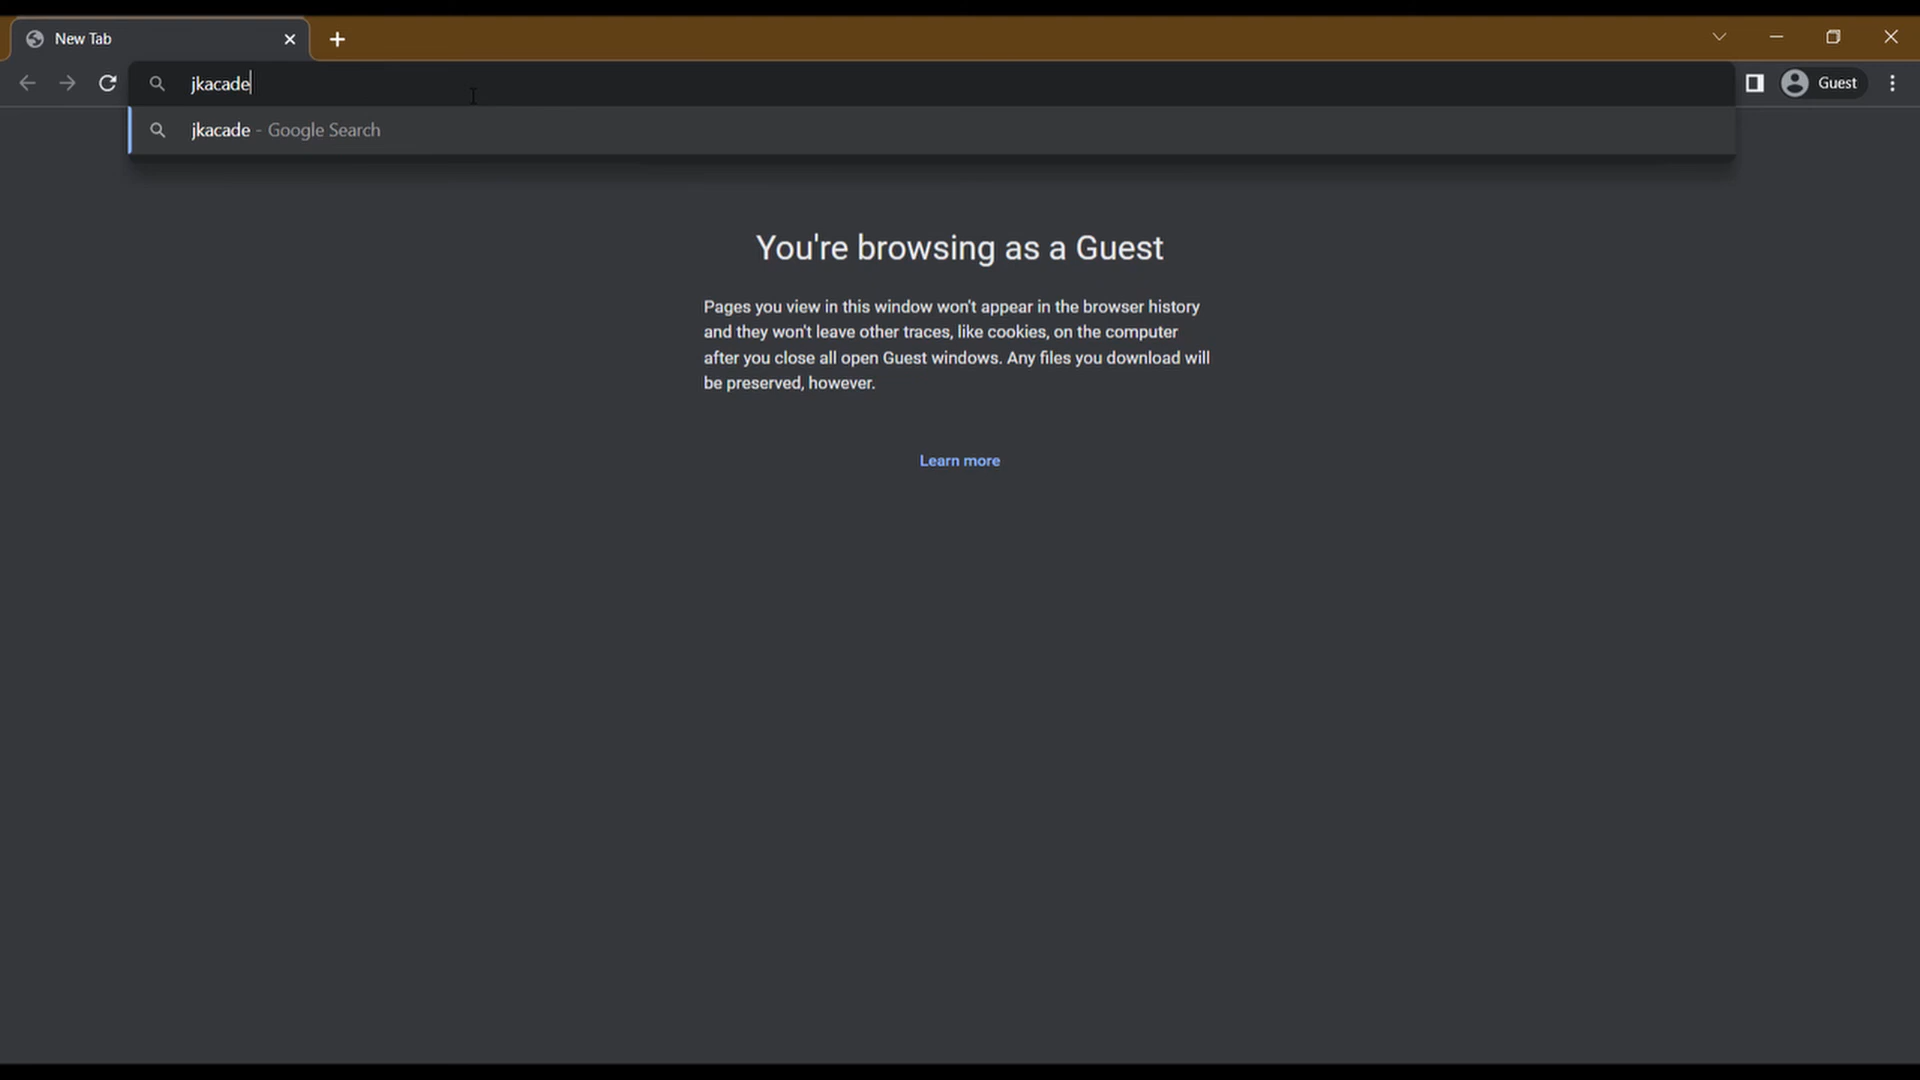 New Tab
jkacade
Guest
jkacade - Google Search
You're browsing as a Guest
Pages you view in this window won't appear in the browser history
and they won't leave other traces, like cookies, on the computer
after you close all open Guest windows. Any files you download will
be preserved, however.
Learn more